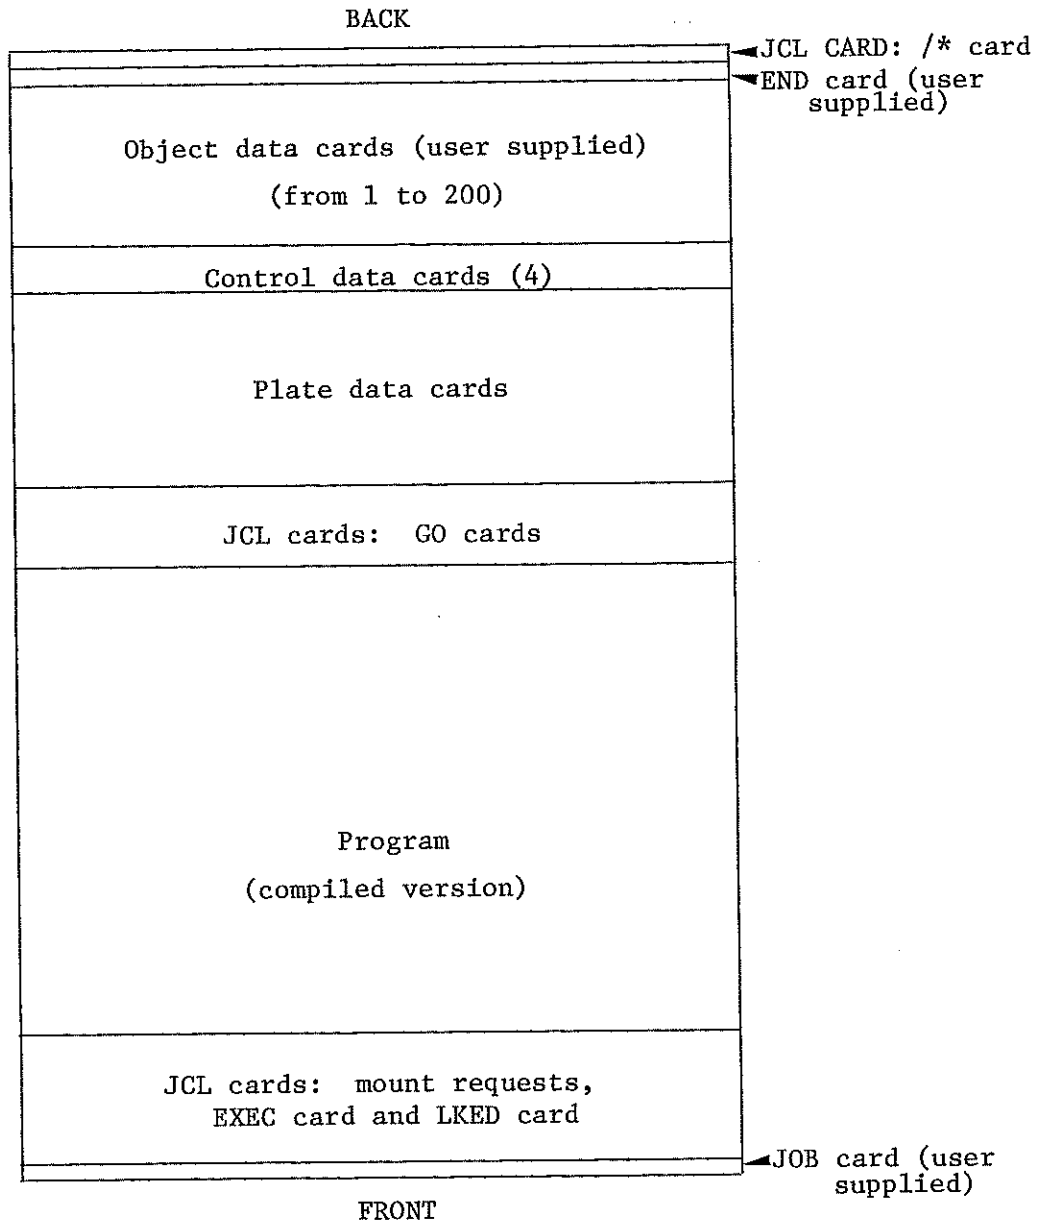 BACK
JCL CARD: /* card
END card (user
supplied)
Object data cards (user supplied)
(from 1 to 200)
Control data cards (4)
Plate data cards
JCL cards: GO cards
Program
(compiled version)
JCL cards: mount requests,
EXEC card and LKED card
JOB card (user
supplied)
FRONT